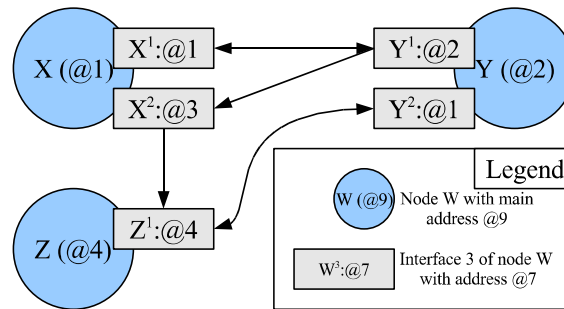 X (@1)
X¹:@1
X²:@3
Y¹:@2
Y (@2)
Y²:@1
Z (@4)
Z¹:@4
Legend
W (@9)
Node W with main
address @9
W³:@7
Interface 3 of node W
with address @7